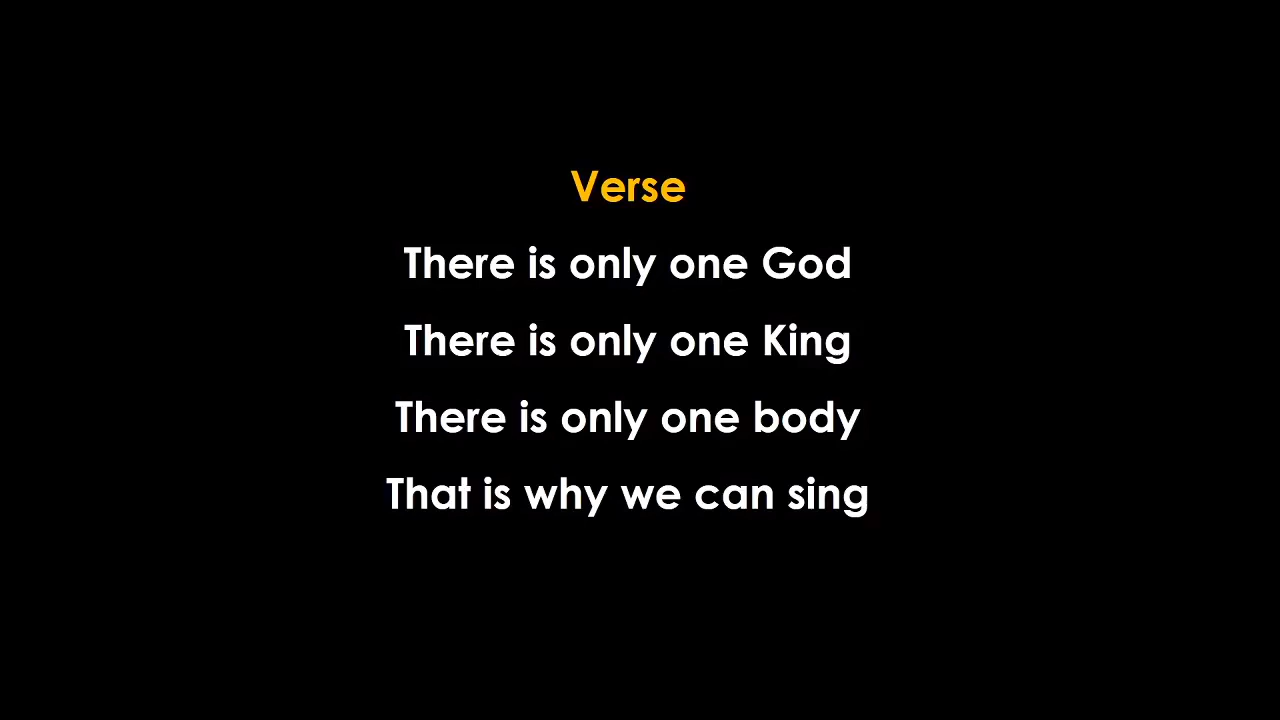 Verse
There is only one God
There is only one King
There is only one body
That is why we can sing